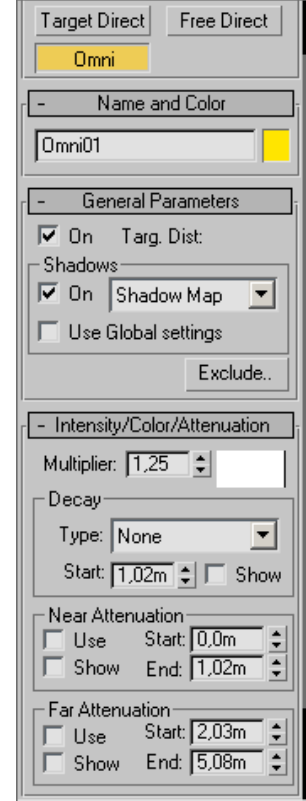 Target Direct Free Direct
Omni
- Name and Color
Omni01
- General Parameters
On Targ. Dist:
Shadows
On Shadow Map
Use Global settings
Exclude..
- Intensity/Color/Attenuation
Multiplier: 1,25
Decay
Type: None
Start: 1,02m Show
Near Attenuation
Use Start: 0,0m
Show End: 1,02m
Far Attenuation
Use Start: 2,03m
Show End: 5,08m